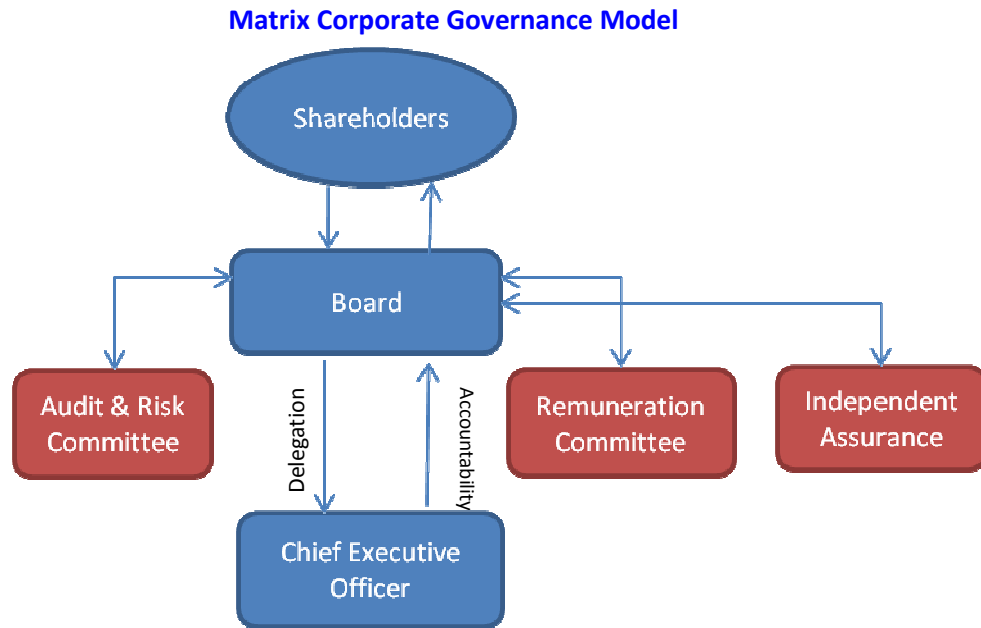 Matrix Corporate Governance Model
Shareholders
Board
Audit & Risk
Committee
Delegation
Accountability
Remuneration
Committee
Independent
Assurance
Chief Executive
Officer